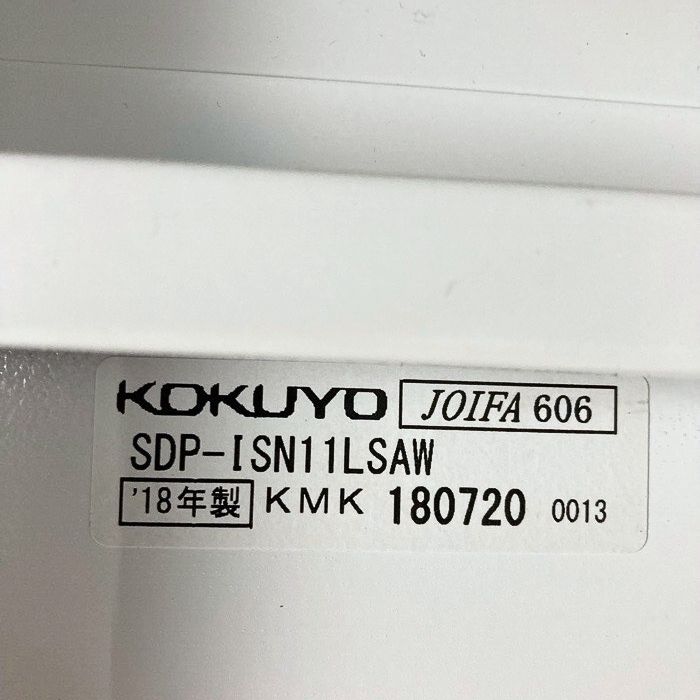 KOKUYO JOIFA 606
SDP-ISN11LSAW
'18年製 KMK 180720 0013